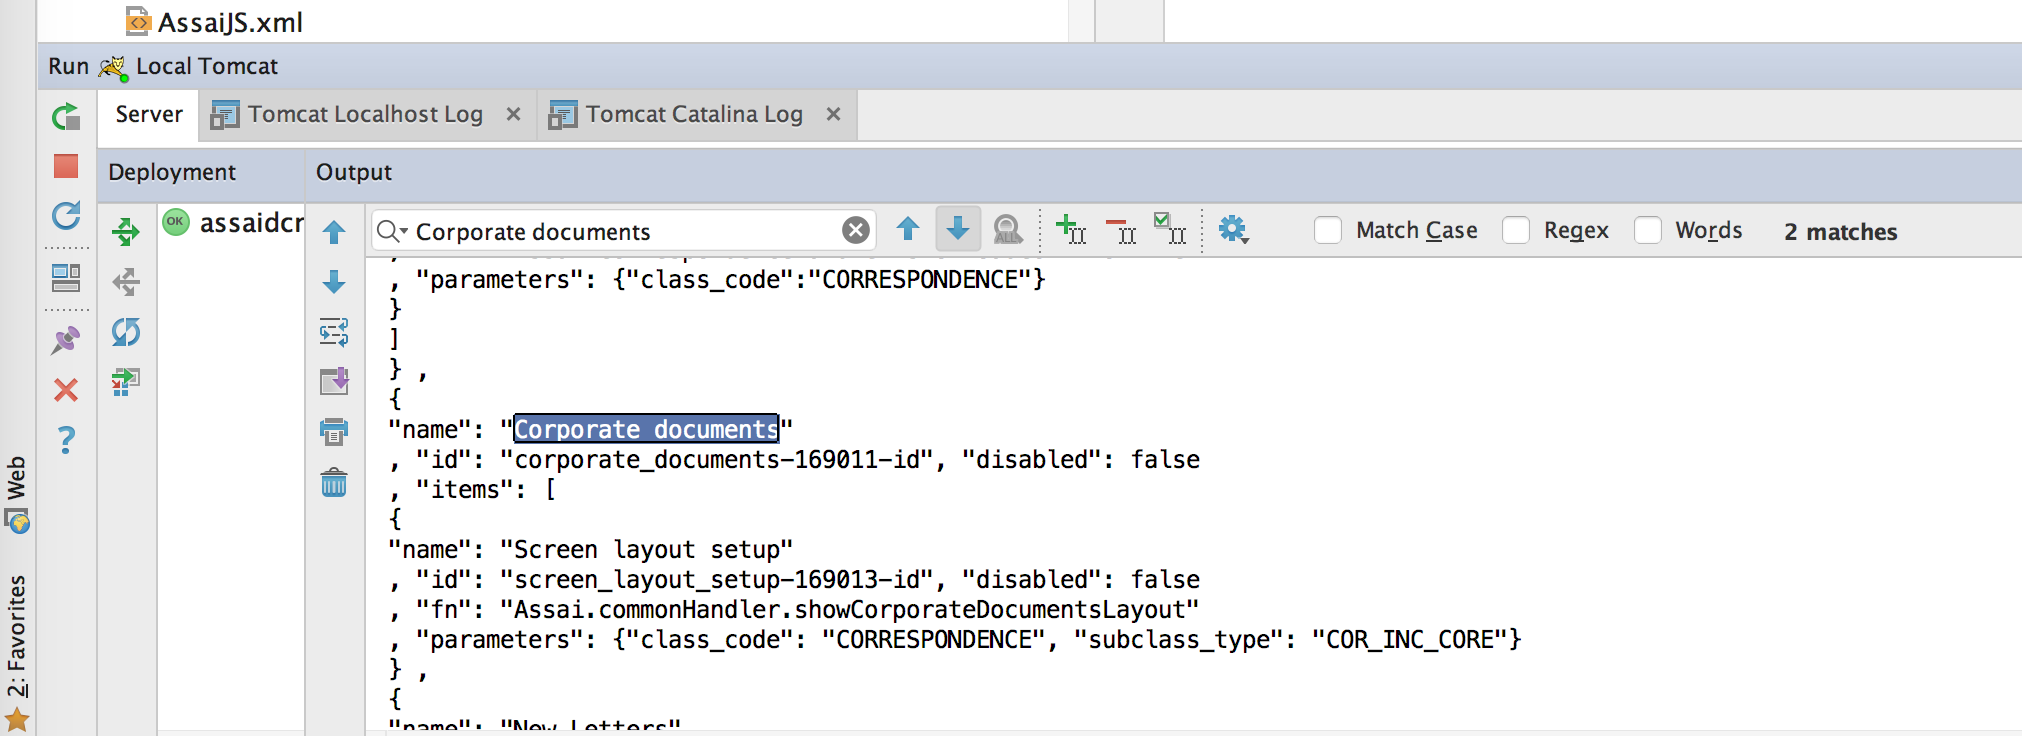 AssaiJS.xml
Run Local Tomcat
Server Tomcat Localhost Log Tomcat Catalina Log
Deployment Output
OK assaidcr
Corporate documents ALL Match Case Regex Words 2 matches
, "parameters": {"class_code":"CORRESPONDENCE"}
}
]
} ,
{
"name": "Corporate documents"
, "id": "corporate_documents-169011-id", "disabled": false
, "items": [
{
"name": "Screen layout setup"
, "id": "screen_layout_setup-169013-id", "disabled": false
, "fn": "Assai.commonHandler.showCorporateDocumentsLayout"
, "parameters": {"class_code": "CORRESPONDENCE", "subclass_type": "COR_INC_CORE"}
} ,
{
"name": "New Letters"
Web
2: Favorites